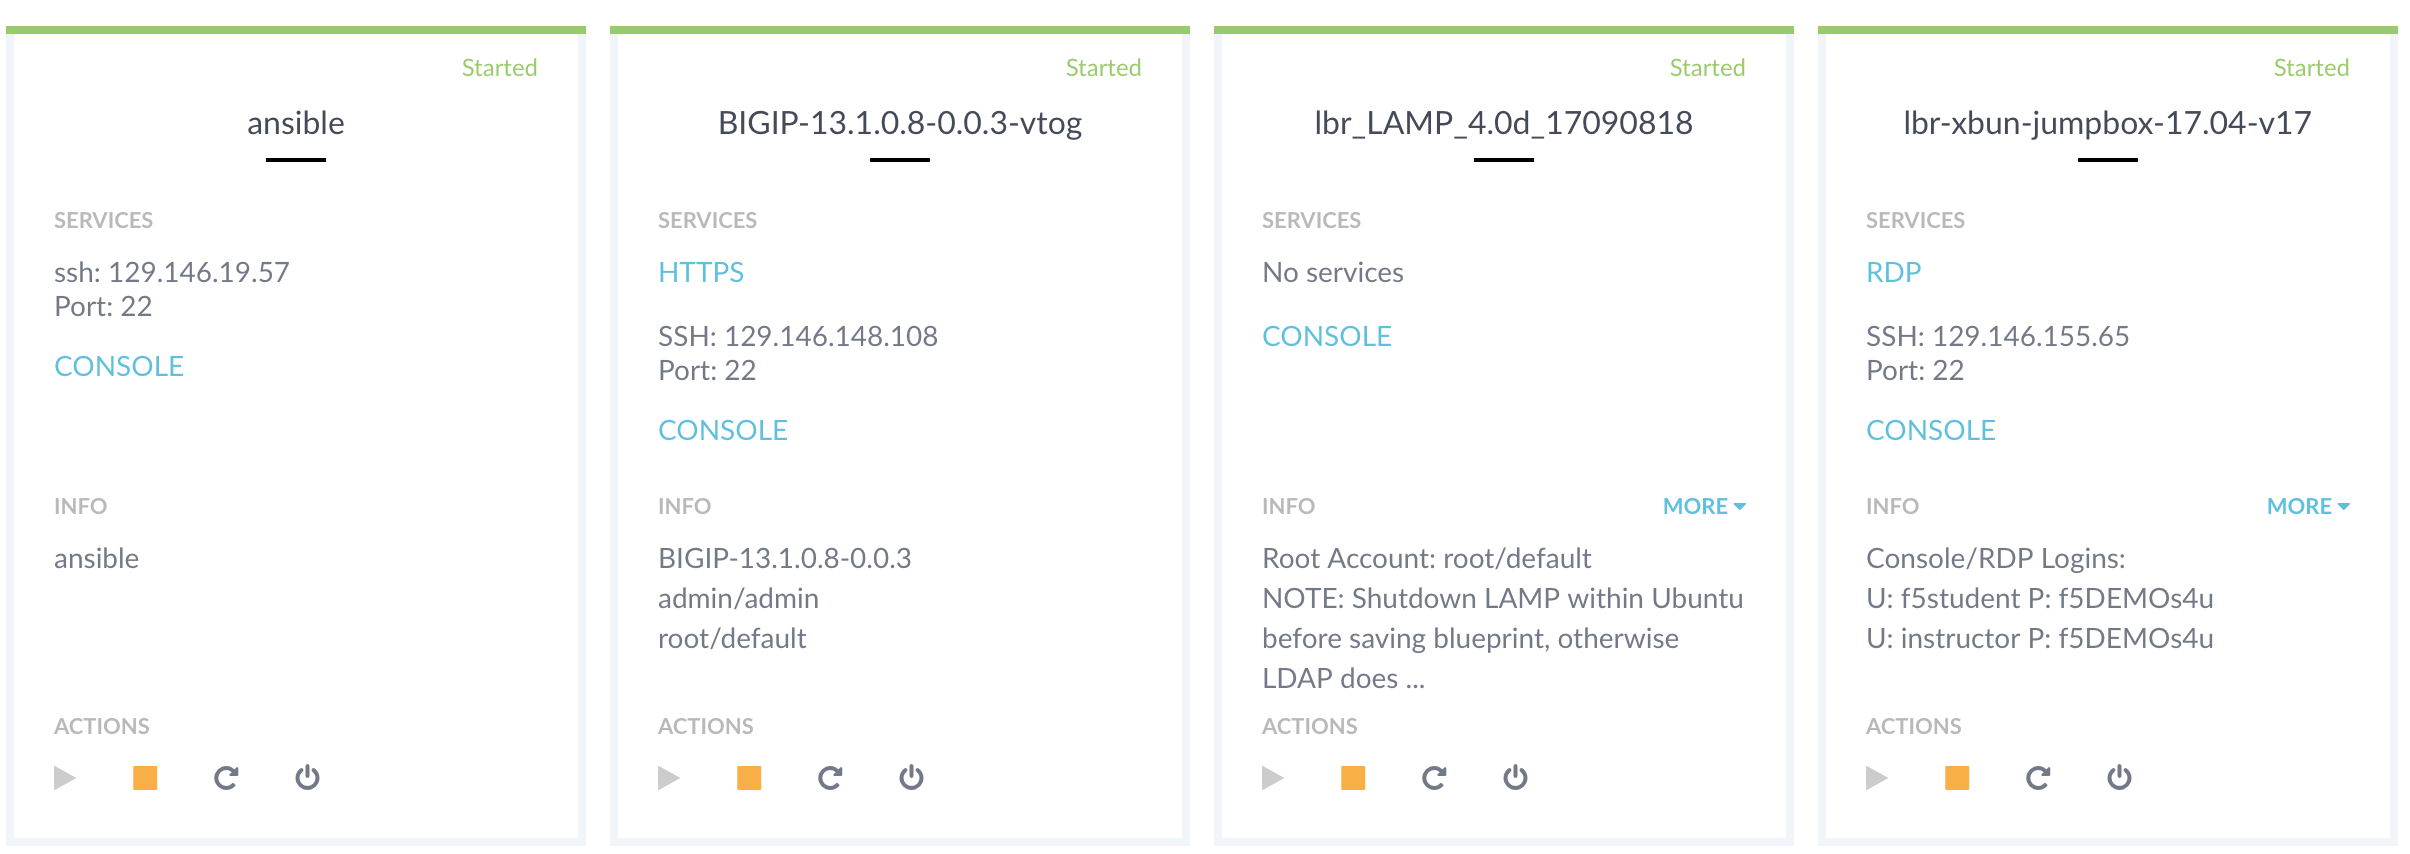 Started
ansible
SERVICES
ssh: 129.146.19.57
Port: 22
CONSOLE
INFO
ansible
ACTIONS
Started
BIGIP-13.1.0.8-0.0.3-vtog
SERVICES
HTTPS
SSH: 129.146.148.108
Port: 22
CONSOLE
INFO
BIGIP-13.1.0.8-0.0.3
admin/admin
root/default
ACTIONS
Started
lbr_LAMP_4.0d_17090818
SERVICES
No services
CONSOLE
INFO MORE
Root Account: root/default
NOTE: Shutdown LAMP within Ubuntu
before saving blueprint, otherwise
LDAP does ...
ACTIONS
Started
lbr-xbun-jumpbox-17.04-v17
SERVICES
RDP
SSH: 129.146.155.65
Port: 22
CONSOLE
INFO MORE
Console/RDP Logins:
U: f5student P: f5DEMOs4u
U: instructor P: f5DEMOs4u
ACTIONS